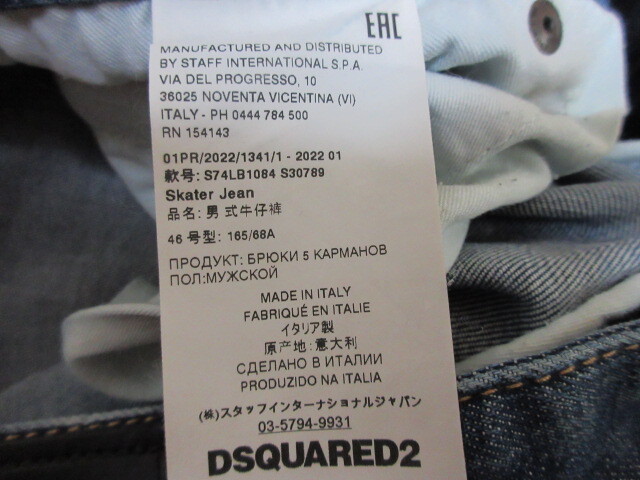 EAC
MANUFACTURED AND DISTRIBUTED
BY STAFF INTERNATIONAL S.P.A.
VIA DEL PROGRESSO, 10
36025 NOVENTA VICENTINA (VI)
ITALY - PH 0444 784 500
RN 154143
01PR/2022/1341/1 - 2022 01
款号: S74LB1084 S30789
Skater Jean
品名: 男 式牛仔裤
46 号型: 165/68A
ПРОДУКТ: БРЮКИ 5 КАРМАНОВ
ПОЛ:МУЖСКОЙ
MADE IN ITALY
FABRIQUÉ EN ITALIE
イタリア製
原产地: 意大利
СДЕЛАНО В ИТАЛИИ
PRODUZIDO NA ITALIA
(株)スタッフインターナショナルジャパン
03-5794-9931
DSQUARED2